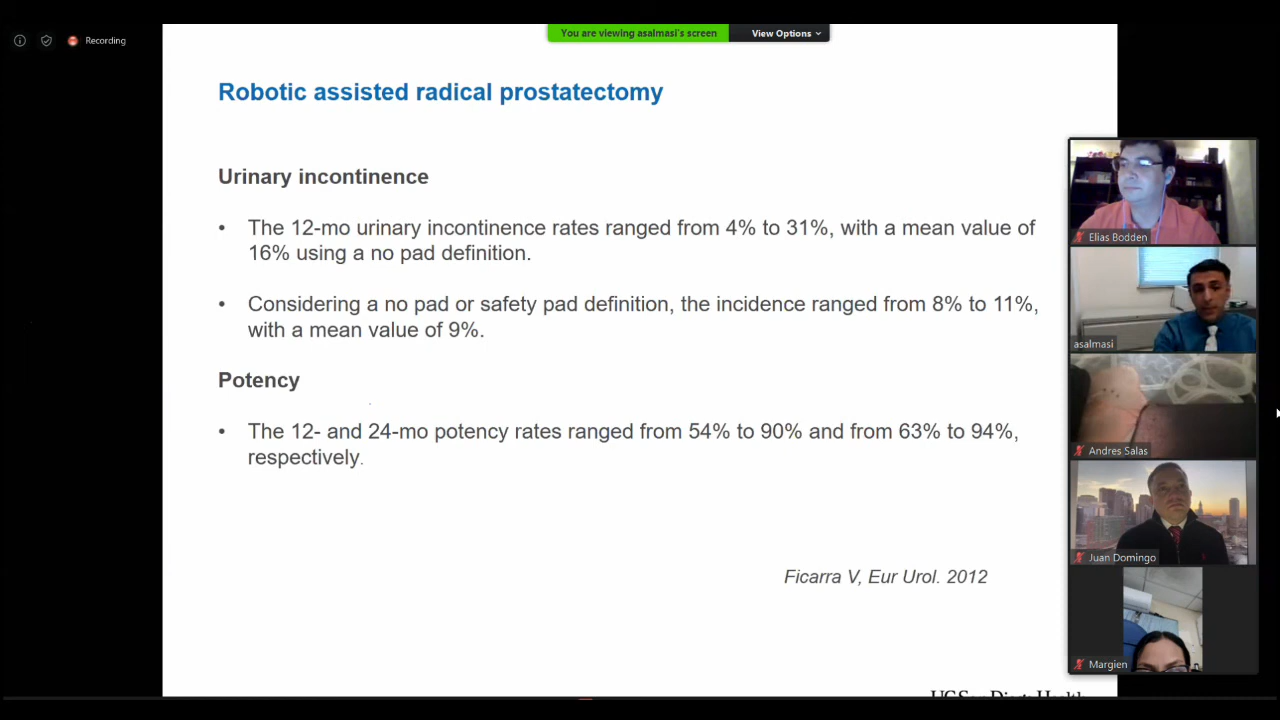 Recording
You are viewing asalmasi's screen
View Options
Robotic assisted radical prostatectomy
Urinary incontinence
• The 12-mo urinary incontinence rates ranged from 4% to 31%, with a mean value of
16% using a no pad definition.
• Considering a no pad or safety pad definition, the incidence ranged from 8% to 11%,
with a mean value of 9%.
Potency
• The 12- and 24-mo potency rates ranged from 54% to 90% and from 63% to 94%,
respectively.
Ficarra V, Eur Urol. 2012
UC San Diego Health
Elias Bodden
asalmasi
Andres Salas
Juan Domingo
Margien